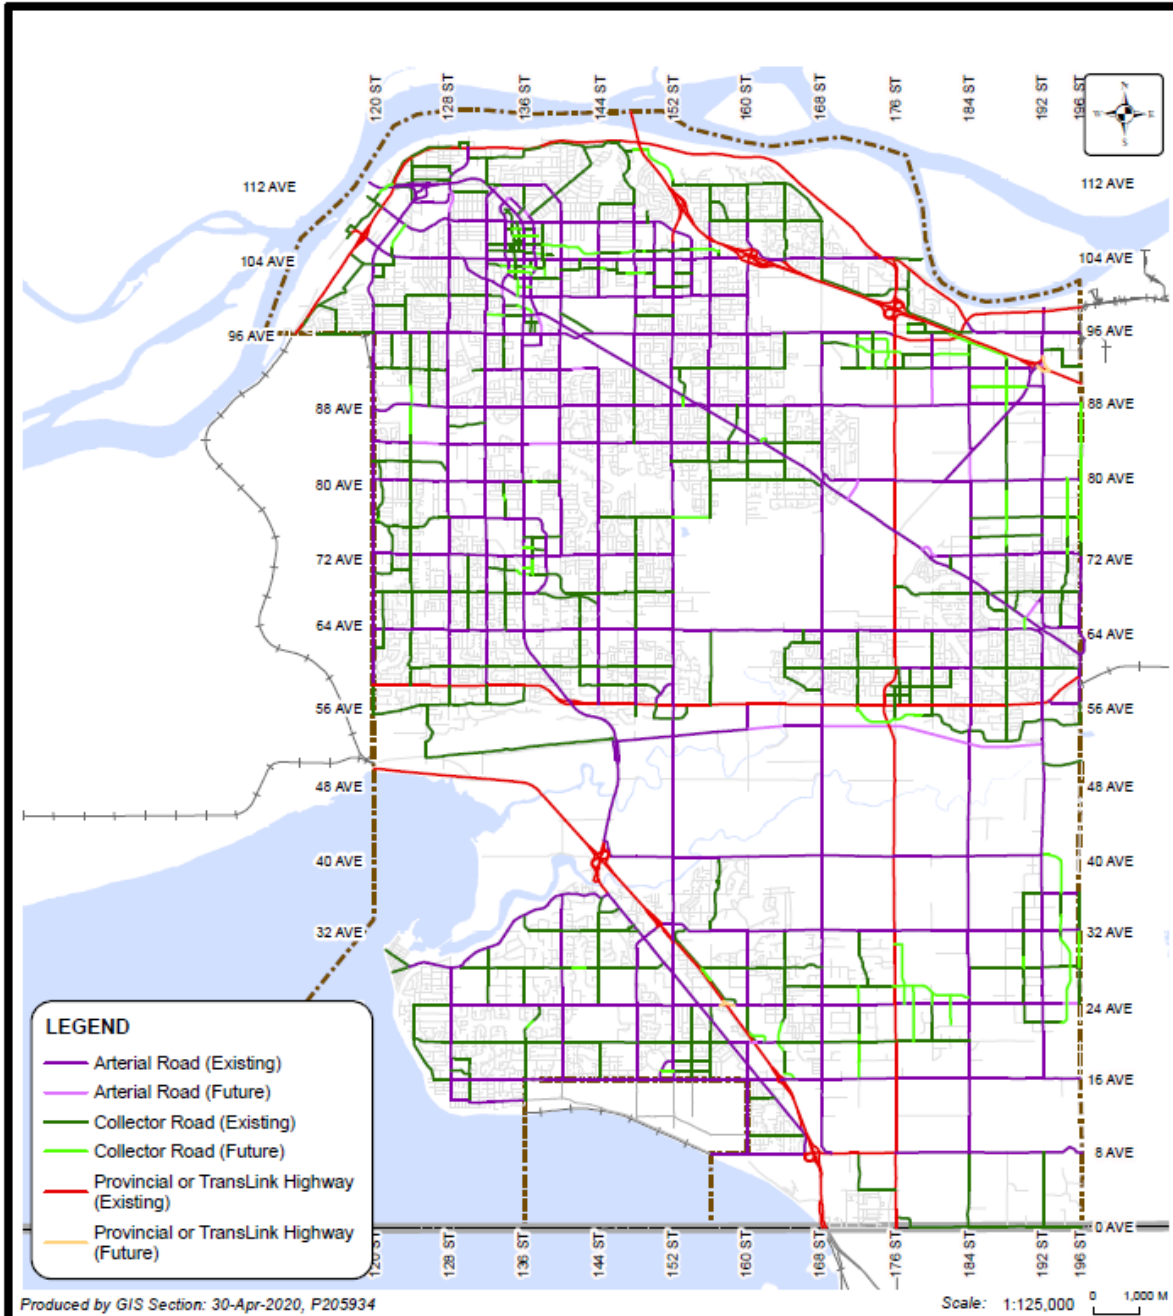 120 ST
128 ST
136 ST
144 ST
152 ST
160 ST
168 ST
176 ST
184 ST
192 ST
196 ST
N
W E
S
112 AVE
112 AVE
104 AVE
104 AVE
96 AVE
96 AVE
88 AVE
88 AVE
80 AVE
80 AVE
72 AVE
72 AVE
64 AVE
64 AVE
56 AVE
56 AVE
48 AVE
48 AVE
40 AVE
40 AVE
32 AVE
32 AVE
24 AVE
16 AVE
8 AVE
0 AVE
LEGEND
Arterial Road (Existing)
Arterial Road (Future)
Collector Road (Existing)
Collector Road (Future)
Provincial or TransLink Highway
(Existing)
Provincial or TransLink Highway
(Future)
120 ST
128 ST
136 ST
144 ST
152 ST
160 ST
168 ST
176 ST
184 ST
192 ST
196 ST
Produced by GIS Section: 30-Apr-2020, P205934
Scale: 1:125,000
0 1,000 M